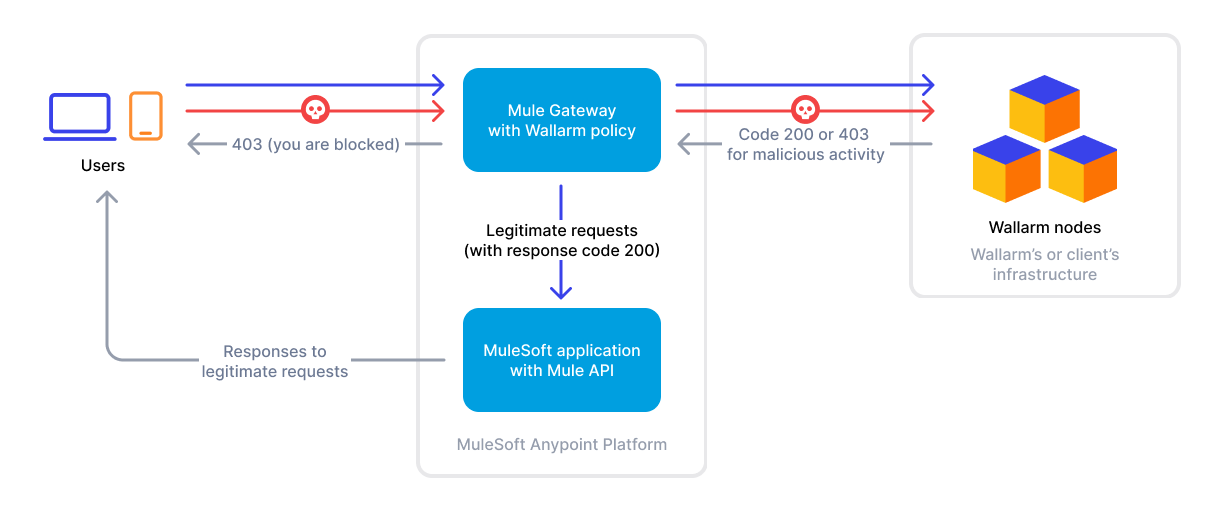 Users
403 (you are blocked)
Mule Gateway
with Wallarm policy
Code 200 or 403
for malicious activity
Wallarm nodes
Wallarm’s or client’s
infrastructure
Legitimate requests
(with response code 200)
Responses to
legitimate requests
MuleSoft application
with Mule API
MuleSoft Anypoint Platform